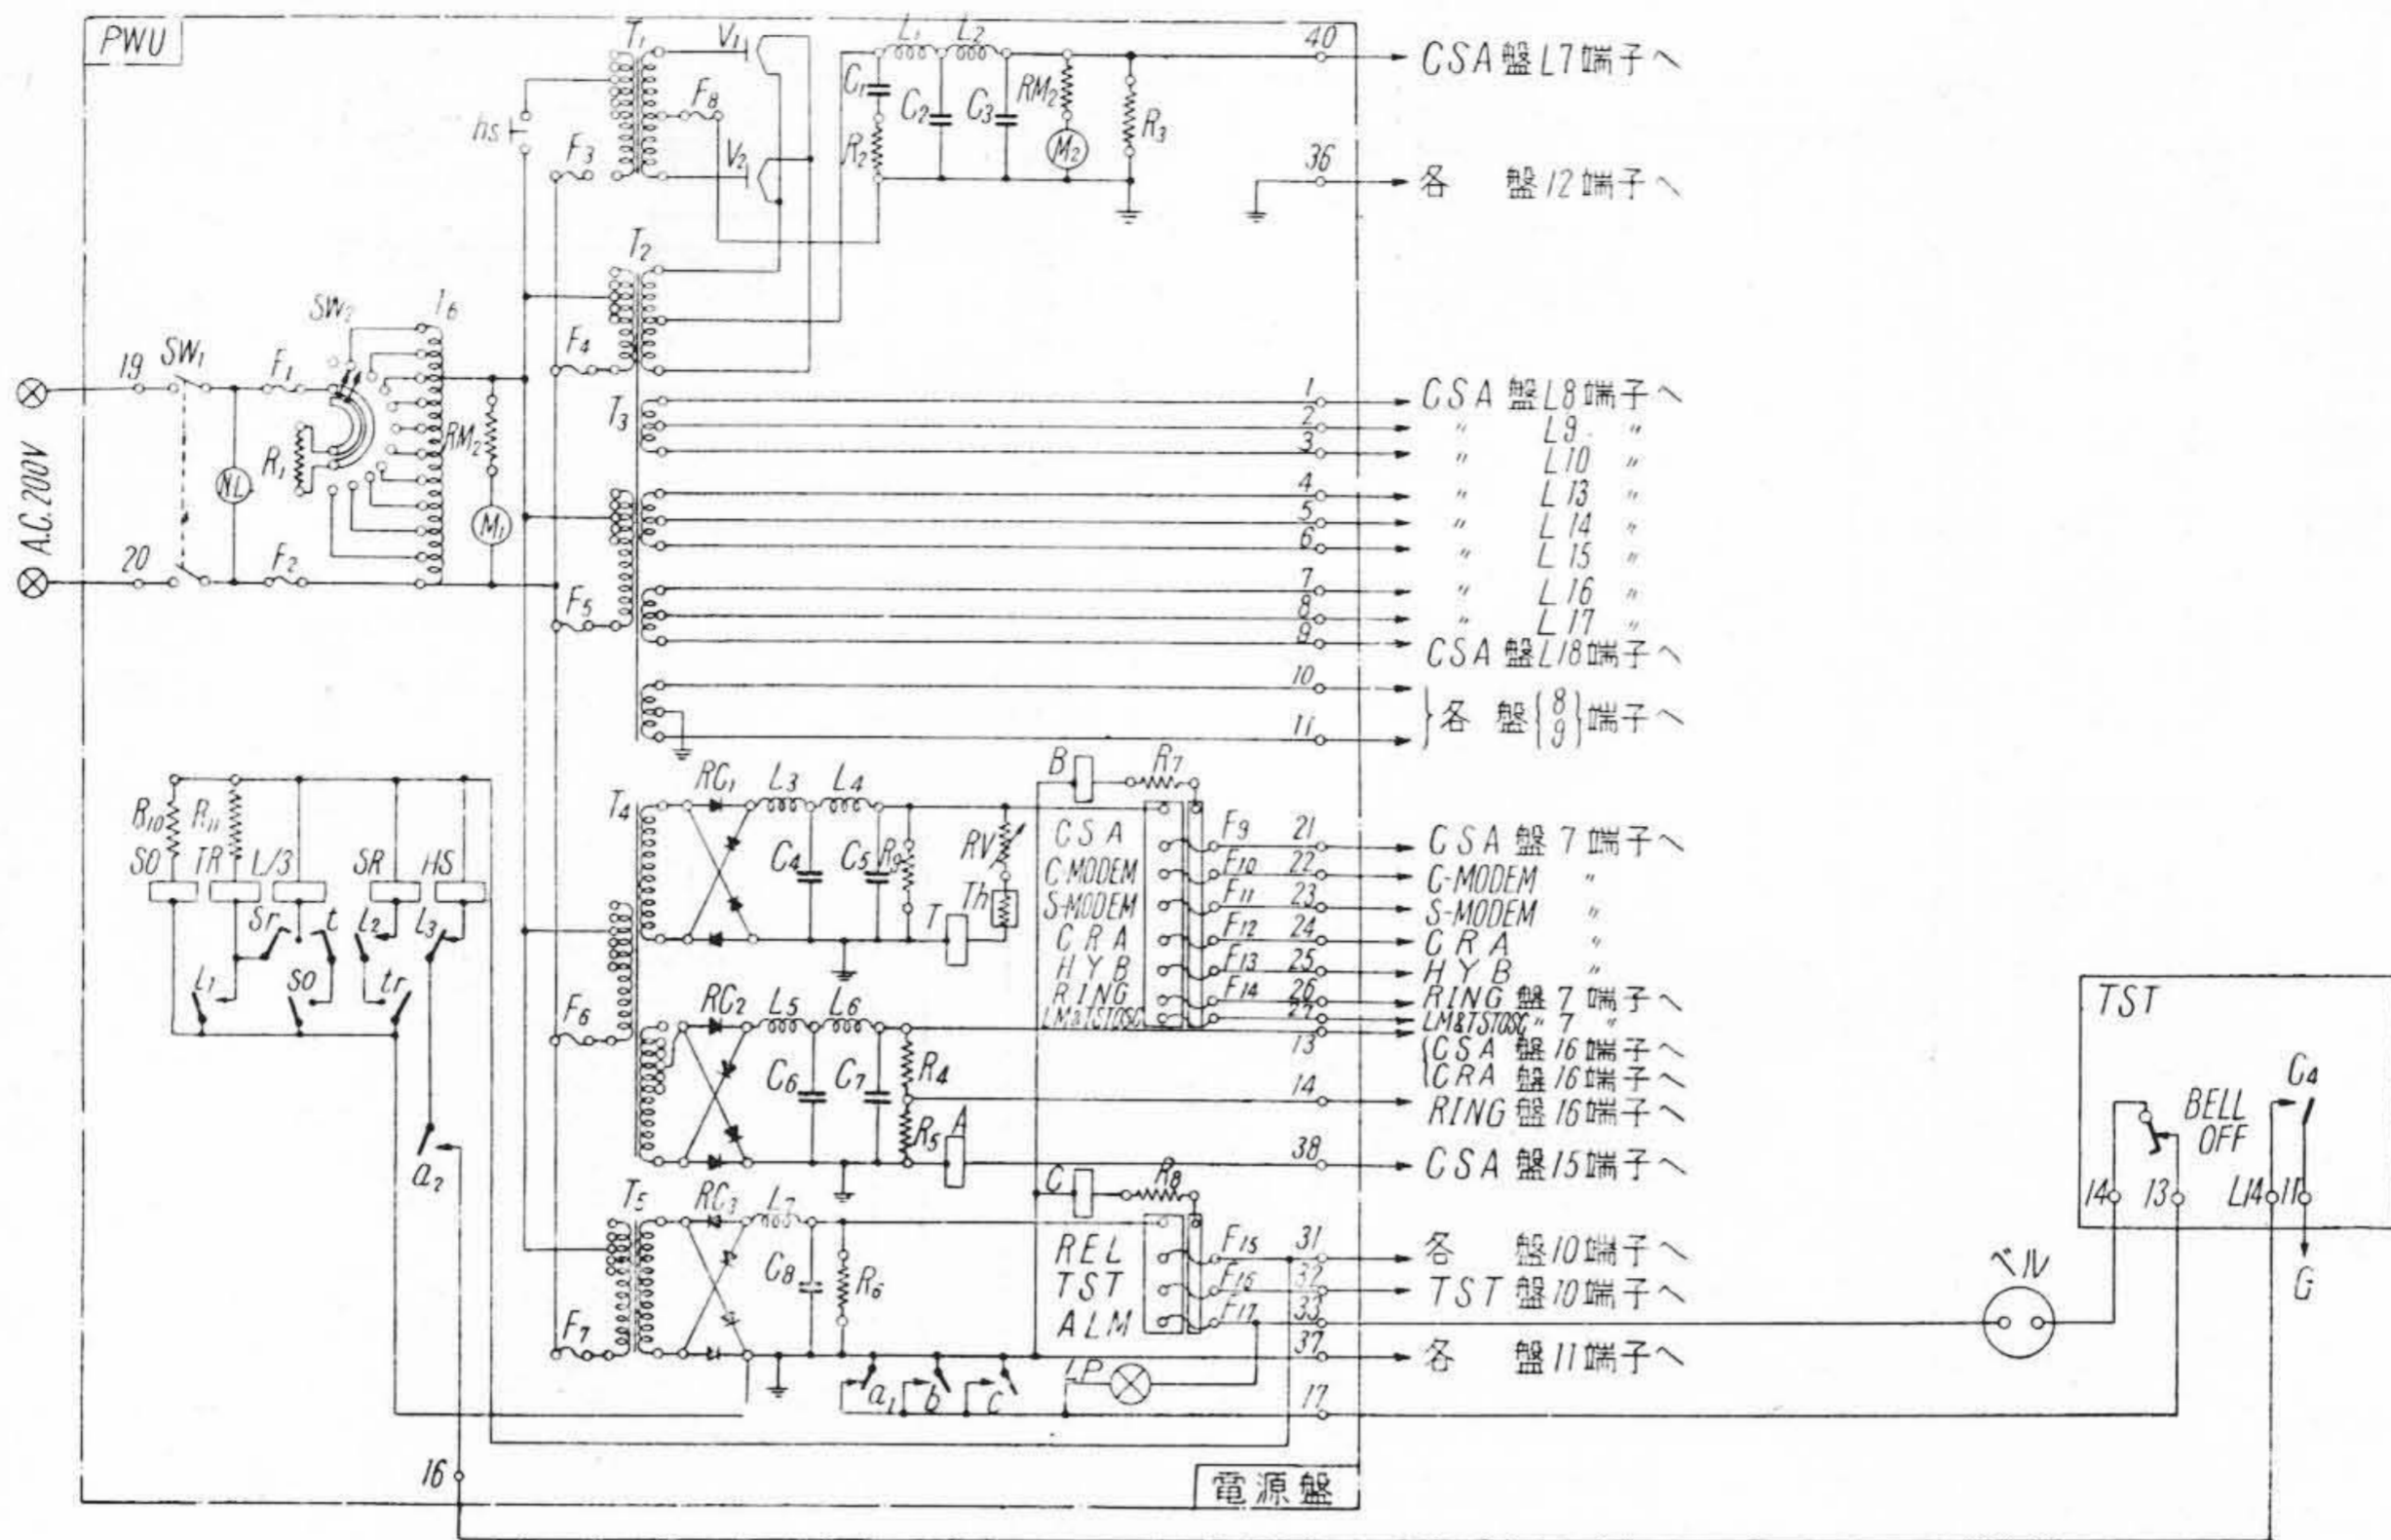 PWU
A.C.200V
19
20
SW₁
NL
F₁
F₂
R₁
SW₂
T₆
RM₂
M₁
hs
F₃
F₄
F₅
F₆
F₇
T₁
T₂
T₃
T₄
T₅
V₁
V₂
F₈
L₁ L₂
C₁
R₂
C₂
C₃
RM₂
M₂
R₃
40 CSA盤L7端子へ
36 各 盤12端子へ
1 CSA盤L8端子へ
2 〃 L9 〃
3 〃 L10 〃
4 〃 L13 〃
5 〃 L14 〃
6 〃 L15 〃
7 〃 L16 〃
8 〃 L17 〃
9 CSA盤L18端子へ
10
11 }各 盤{8 9}端子へ
R₁₀ R₁₁
SO TR L/3 SR HS
sr t l₂ l₃
l₁ so tr
a₂
16
RC₁ L₃ L₄
C₄ C₅ R₉
RV
Th
T
B R₇
CSA F₉ 21 CSA盤7端子へ
C-MODEM F₁₀ 22 C-MODEM 〃
S-MODEM F₁₁ 23 S-MODEM 〃
CRA F₁₂ 24 CRA 〃
HYB F₁₃ 25 HYB 〃
RING F₁₄ 26 RING盤7端子へ
LM&TSTOSC 27 LM&TSTOSC〃 7 〃
RC₂ L₅ L₆
C₆ C₇ R₄
R₅ A
13 {CSA盤16端子へ
CRA盤16端子へ
14 RING盤16端子へ
38 CSA盤15端子へ
RC₃ L₇
C₈ R₆
C R₈
REL F₁₅ 31 各 盤10端子へ
TST F₁₆ 32 TST盤10端子へ
ALM F₁₇ 33
37 各 盤11端子へ
a₁ b c LP
17
電源盤
ベル
TST
BELL OFF
C₄
14 13 L14 11
G